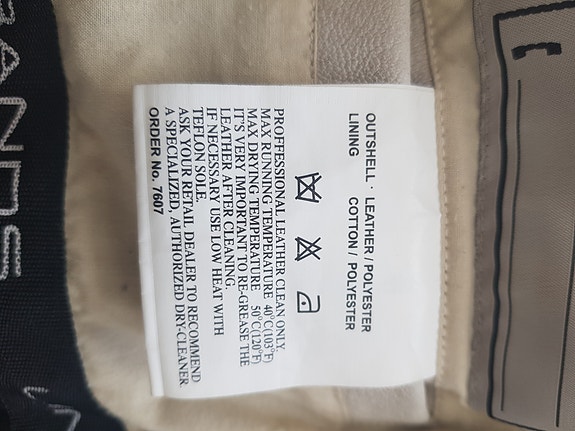 OUTSHELL · LEATHER / POLYESTER
LINING COTTON / POLYESTER
PROFFESSIONAL LEATHER CLEAN ONLY.
MAX. RUNNING TEMPERATURE 40°C(103°F)
MAX. DRYING TEMPERATURE 50°C(120°F)
IT'S VERY IMPORTANT TO RE-GREASE THE
LEATHER AFTER CLEANING.
IF NECESSARY USE LOW HEAT WITH
TEFLON SOLE.
ASK YOUR RETAIL DEALER TO RECOMMEND
A SPECIALIZED, AUTHORIZED DRY-CLEANER
ORDER No. 7607